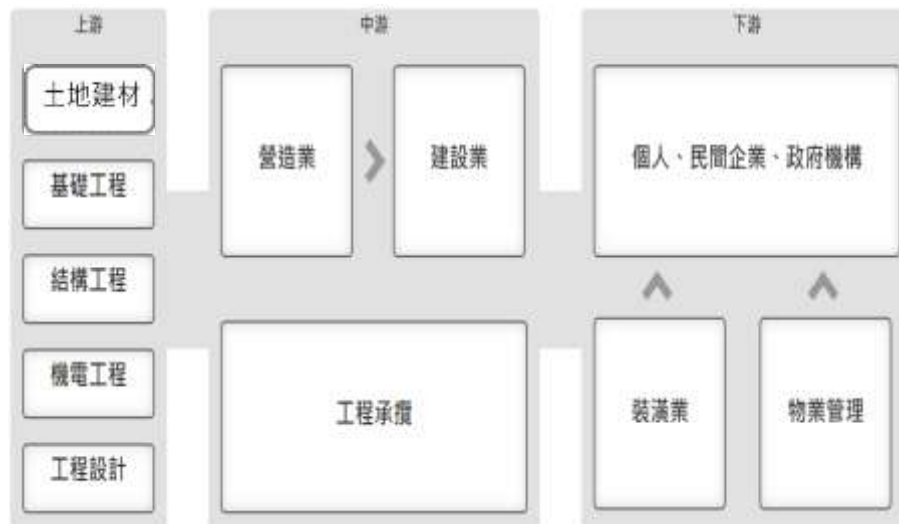 上游
土地建材
基礎工程
結構工程
機電工程
工程設計
中游
營造業
建設業
工程承攬
下游
個人、民間企業、政府機構
裝潢業
物業管理